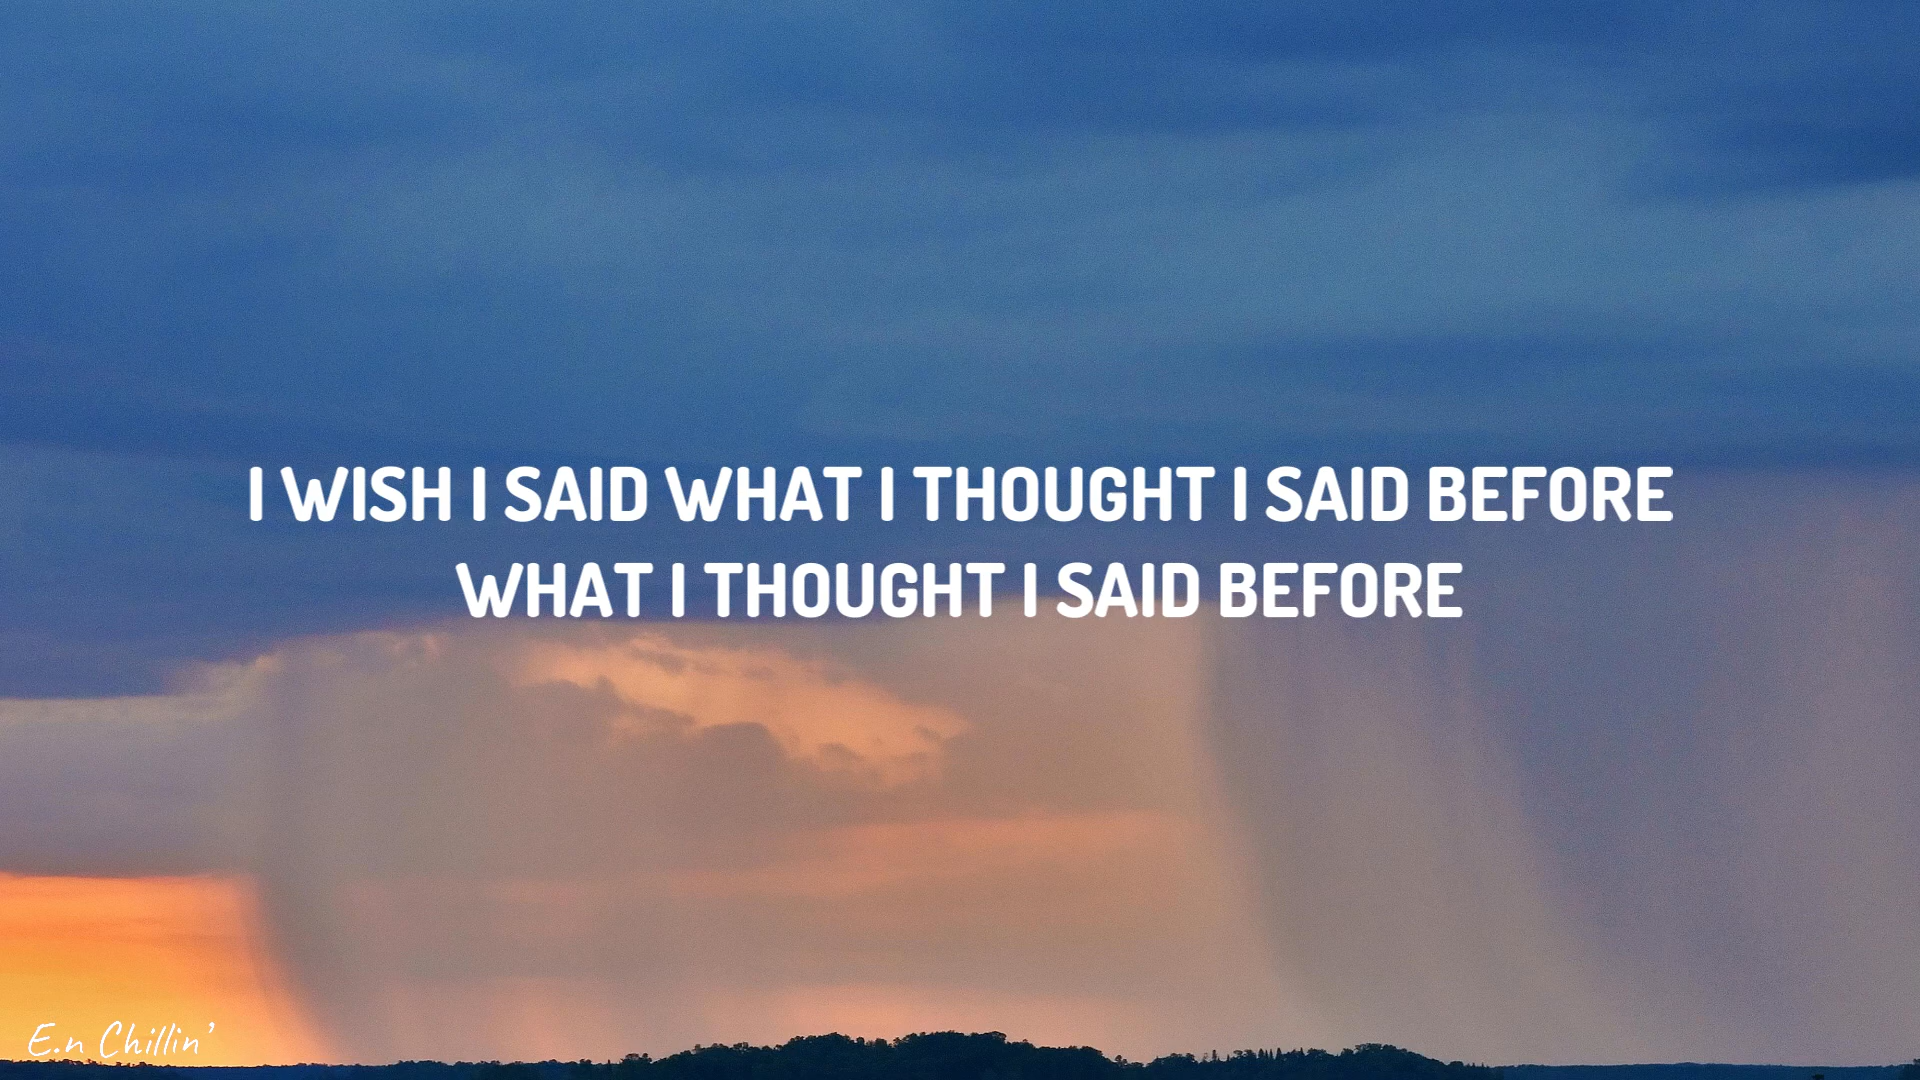 I WISH I SAID WHAT I THOUGHT I SAID BEFORE
WHAT I THOUGHT I SAID BEFORE
E.n Chillin'